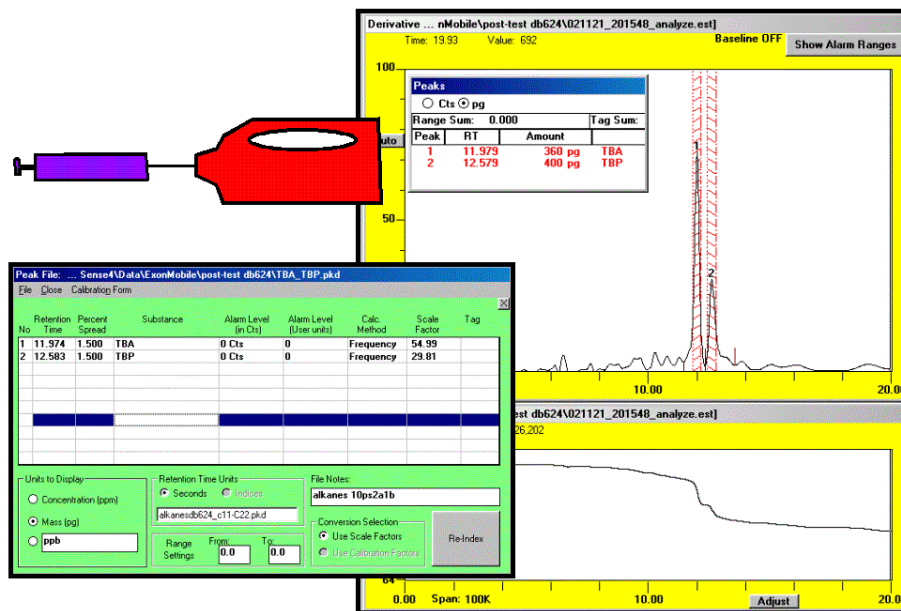 Derivative ... nMobile\post-test db624\021121_201548_analyze.est]
Time: 19.93 Value: 692 Baseline OFF Show Alarm Ranges
100
Peaks
Cts pg
Range Sum: 0.000 Tag Sum:
Peak RT Amount
1 11.979 360 pg TBA
2 12.579 400 pg TBP
uto
1
50
2
10.00 20.0
Peak File: ... Sense4\Data\ExonMobile\post-test db624\TBA_TBP.pkd
File Close Calibration Form
No Retention Time Percent Spread Substance Alarm Level (in Cts) Alarm Level (User units) Calc. Method Scale Factor Tag
1 11.974 1.500 TBA 0 Cts 0 Frequency 54.99
2 12.583 1.500 TBP 0 Cts 0 Frequency 29.81
Units to Display
Concentration (ppm)
Mass (pg)
ppb
Retention Time Units
Seconds Indices
alkanesdb624_c11-C22.pkd
Range Settings From: 0.0 To: 0.0
File Notes:
alkanes 10ps2a1b
Conversion Selection
Use Scale Factors
Use Calibration Factors
Re-Index
est db624\021121_201548_analyze.est]
26,202
64
0.00 Span: 100K 10.00 20.0
Adjust